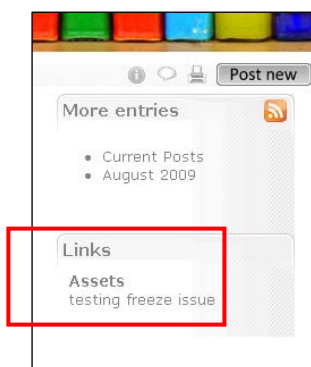 Post new
More entries
Current Posts
August 2009
Links
Assets
testing freeze issue